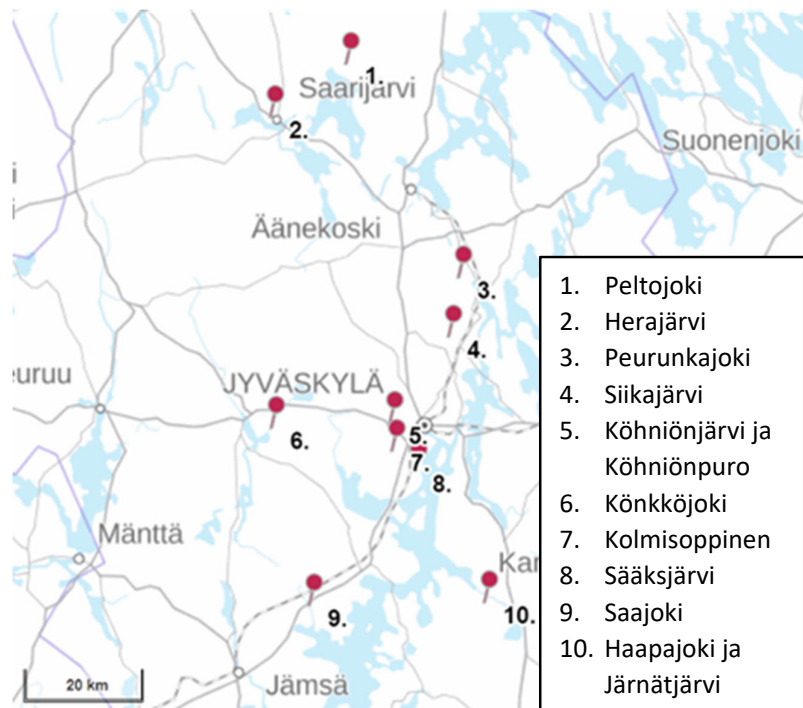 1.
Saarijärvi
2.
Suonenjoki
i
Äänekoski
3.
4.
euruu
JYVÄSKYLÄ
5.
6.
7.
8.
Mänttä
Kar
9.
10.
Jämsä
20 km
1. Peltojoki
2. Herajärvi
3. Peurunkajoki
4. Siikajärvi
5. Köhniönjärvi ja
Köhniönpuro
6. Könkköjoki
7. Kolmisoppinen
8. Sääksjärvi
9. Saajoki
10. Haapajoki ja
Järnätjärvi